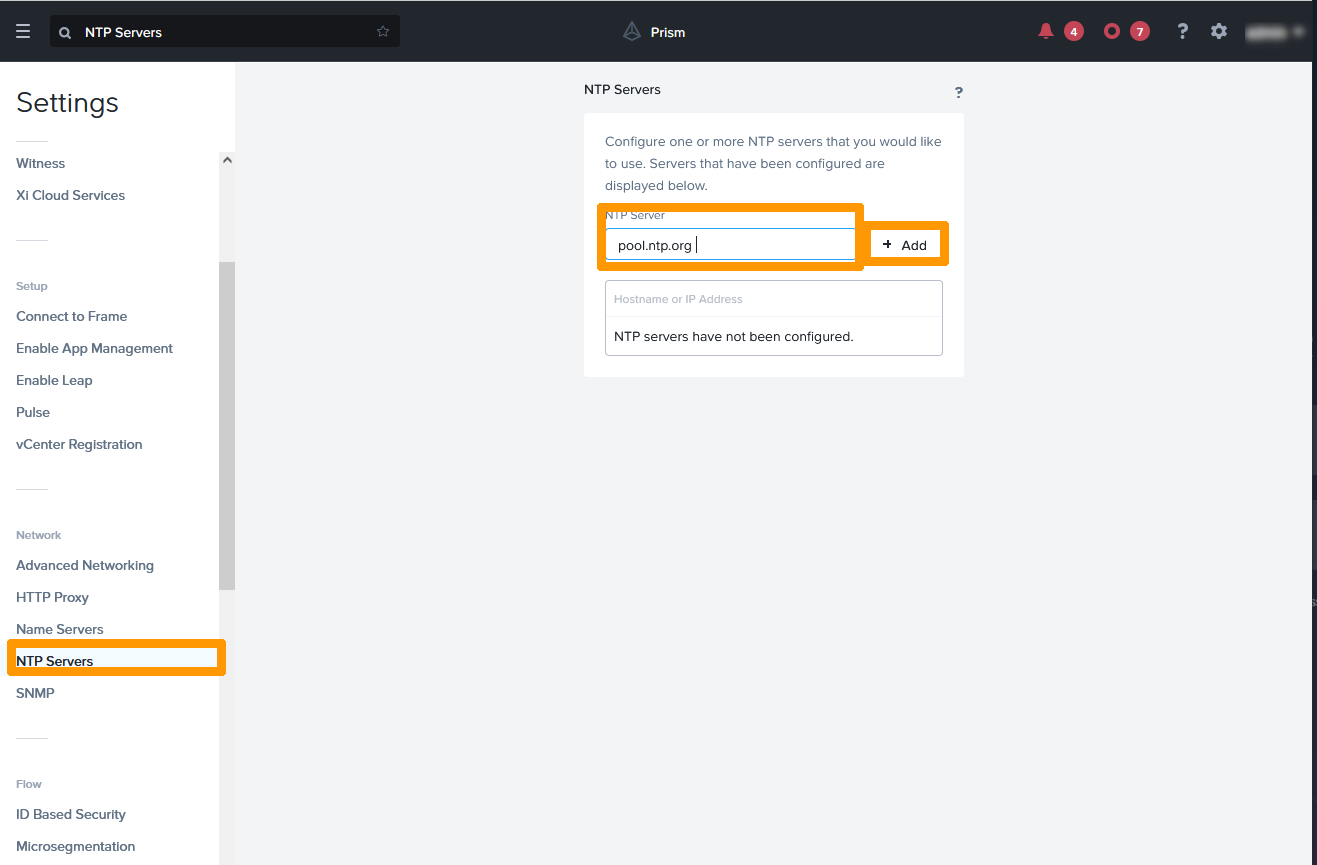 NTP Servers
Prism
4
7
?
Settings
Witness
Xi Cloud Services
Setup
Connect to Frame
Enable App Management
Enable Leap
Pulse
vCenter Registration
Network
Advanced Networking
HTTP Proxy
Name Servers
NTP Servers
SNMP
Flow
ID Based Security
Microsegmentation
NTP Servers
?
Configure one or more NTP servers that you would like
to use. Servers that have been configured are
displayed below.
NTP Server
pool.ntp.org
+ Add
Hostname or IP Address
NTP servers have not been configured.